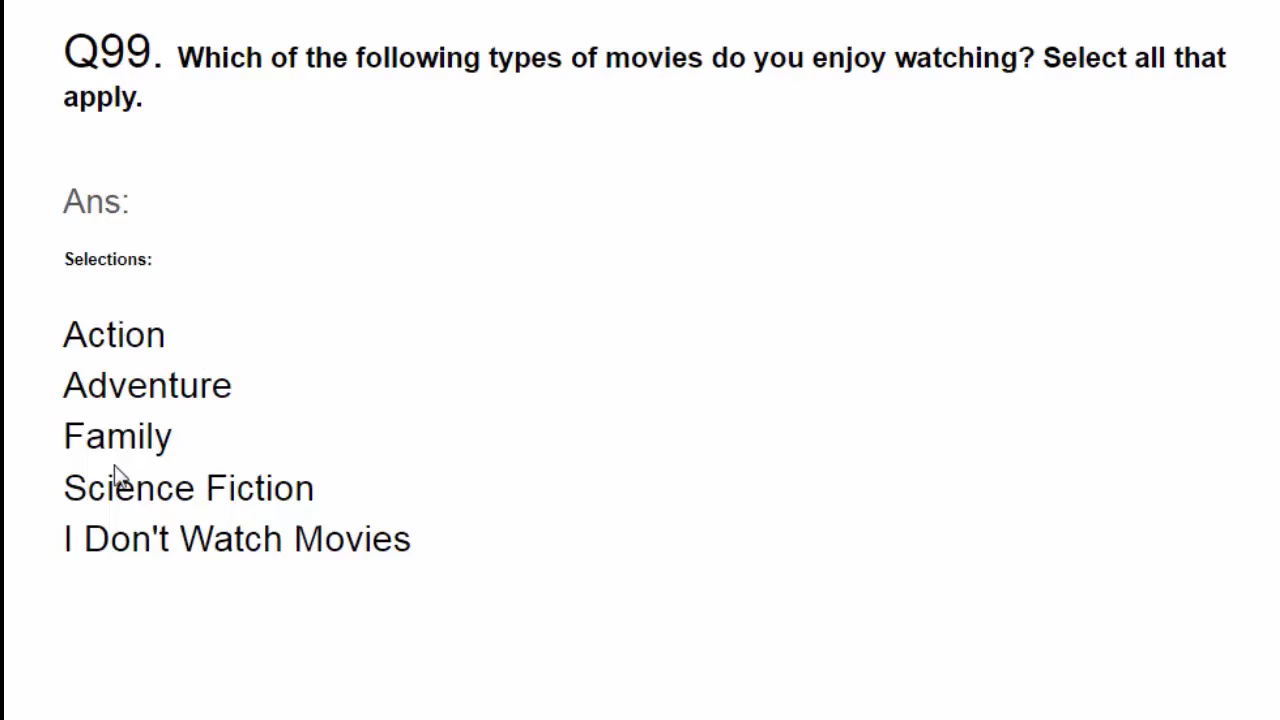 Q99. Which of the following types of movies do you enjoy watching? Select all that
apply.
Ans:
Selections:
Action
Adventure
Family
Science Fiction
I Don't Watch Movies